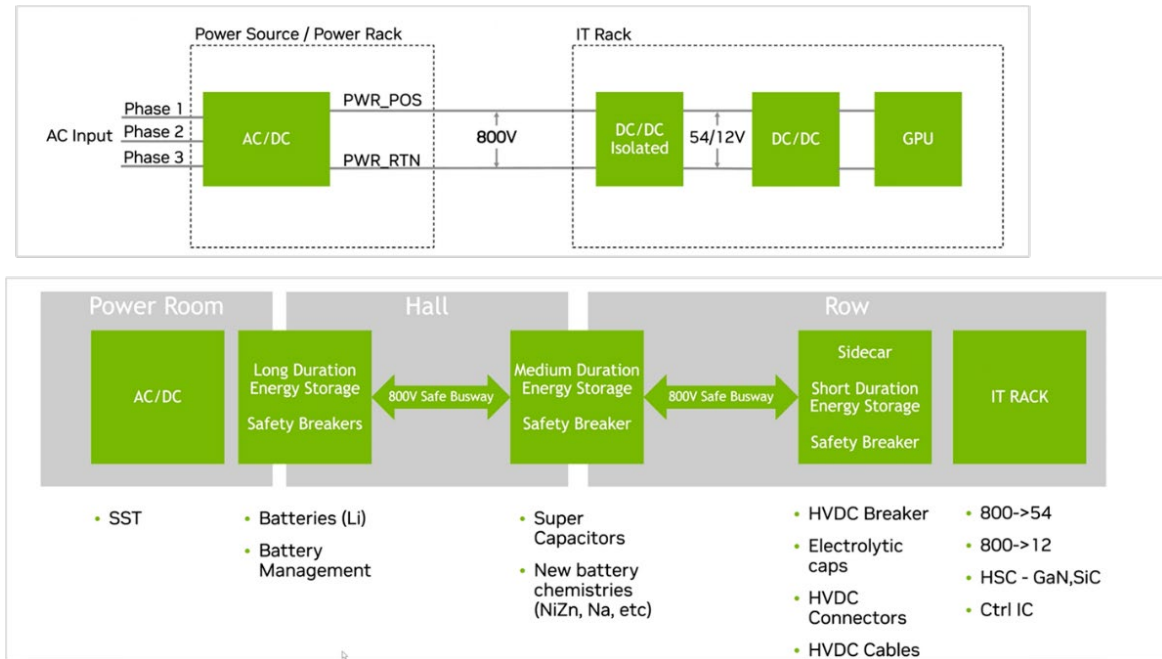 Power Source / Power Rack
IT Rack
AC Input
Phase 1
Phase 2
Phase 3
AC/DC
PWR_POS
PWR_RTN
800V
DC/DC
Isolated
54/12V
DC/DC
GPU
Power Room
Hall
Row
AC/DC
Long Duration
Energy Storage
Safety Breakers
800V Safe Busway
Medium Duration
Energy Storage
Safety Breaker
800V Safe Busway
Sidecar
Short Duration
Energy Storage
Safety Breaker
IT RACK
• SST
• Batteries (Li)
• Battery
Management
• Super
Capacitors
• New battery
chemistries
(NiZn, Na, etc)
• HVDC Breaker
• Electrolytic
caps
• HVDC
Connectors
• HVDC Cables
• 800->54
• 800->12
• HSC - GaN,SiC
• Ctrl IC